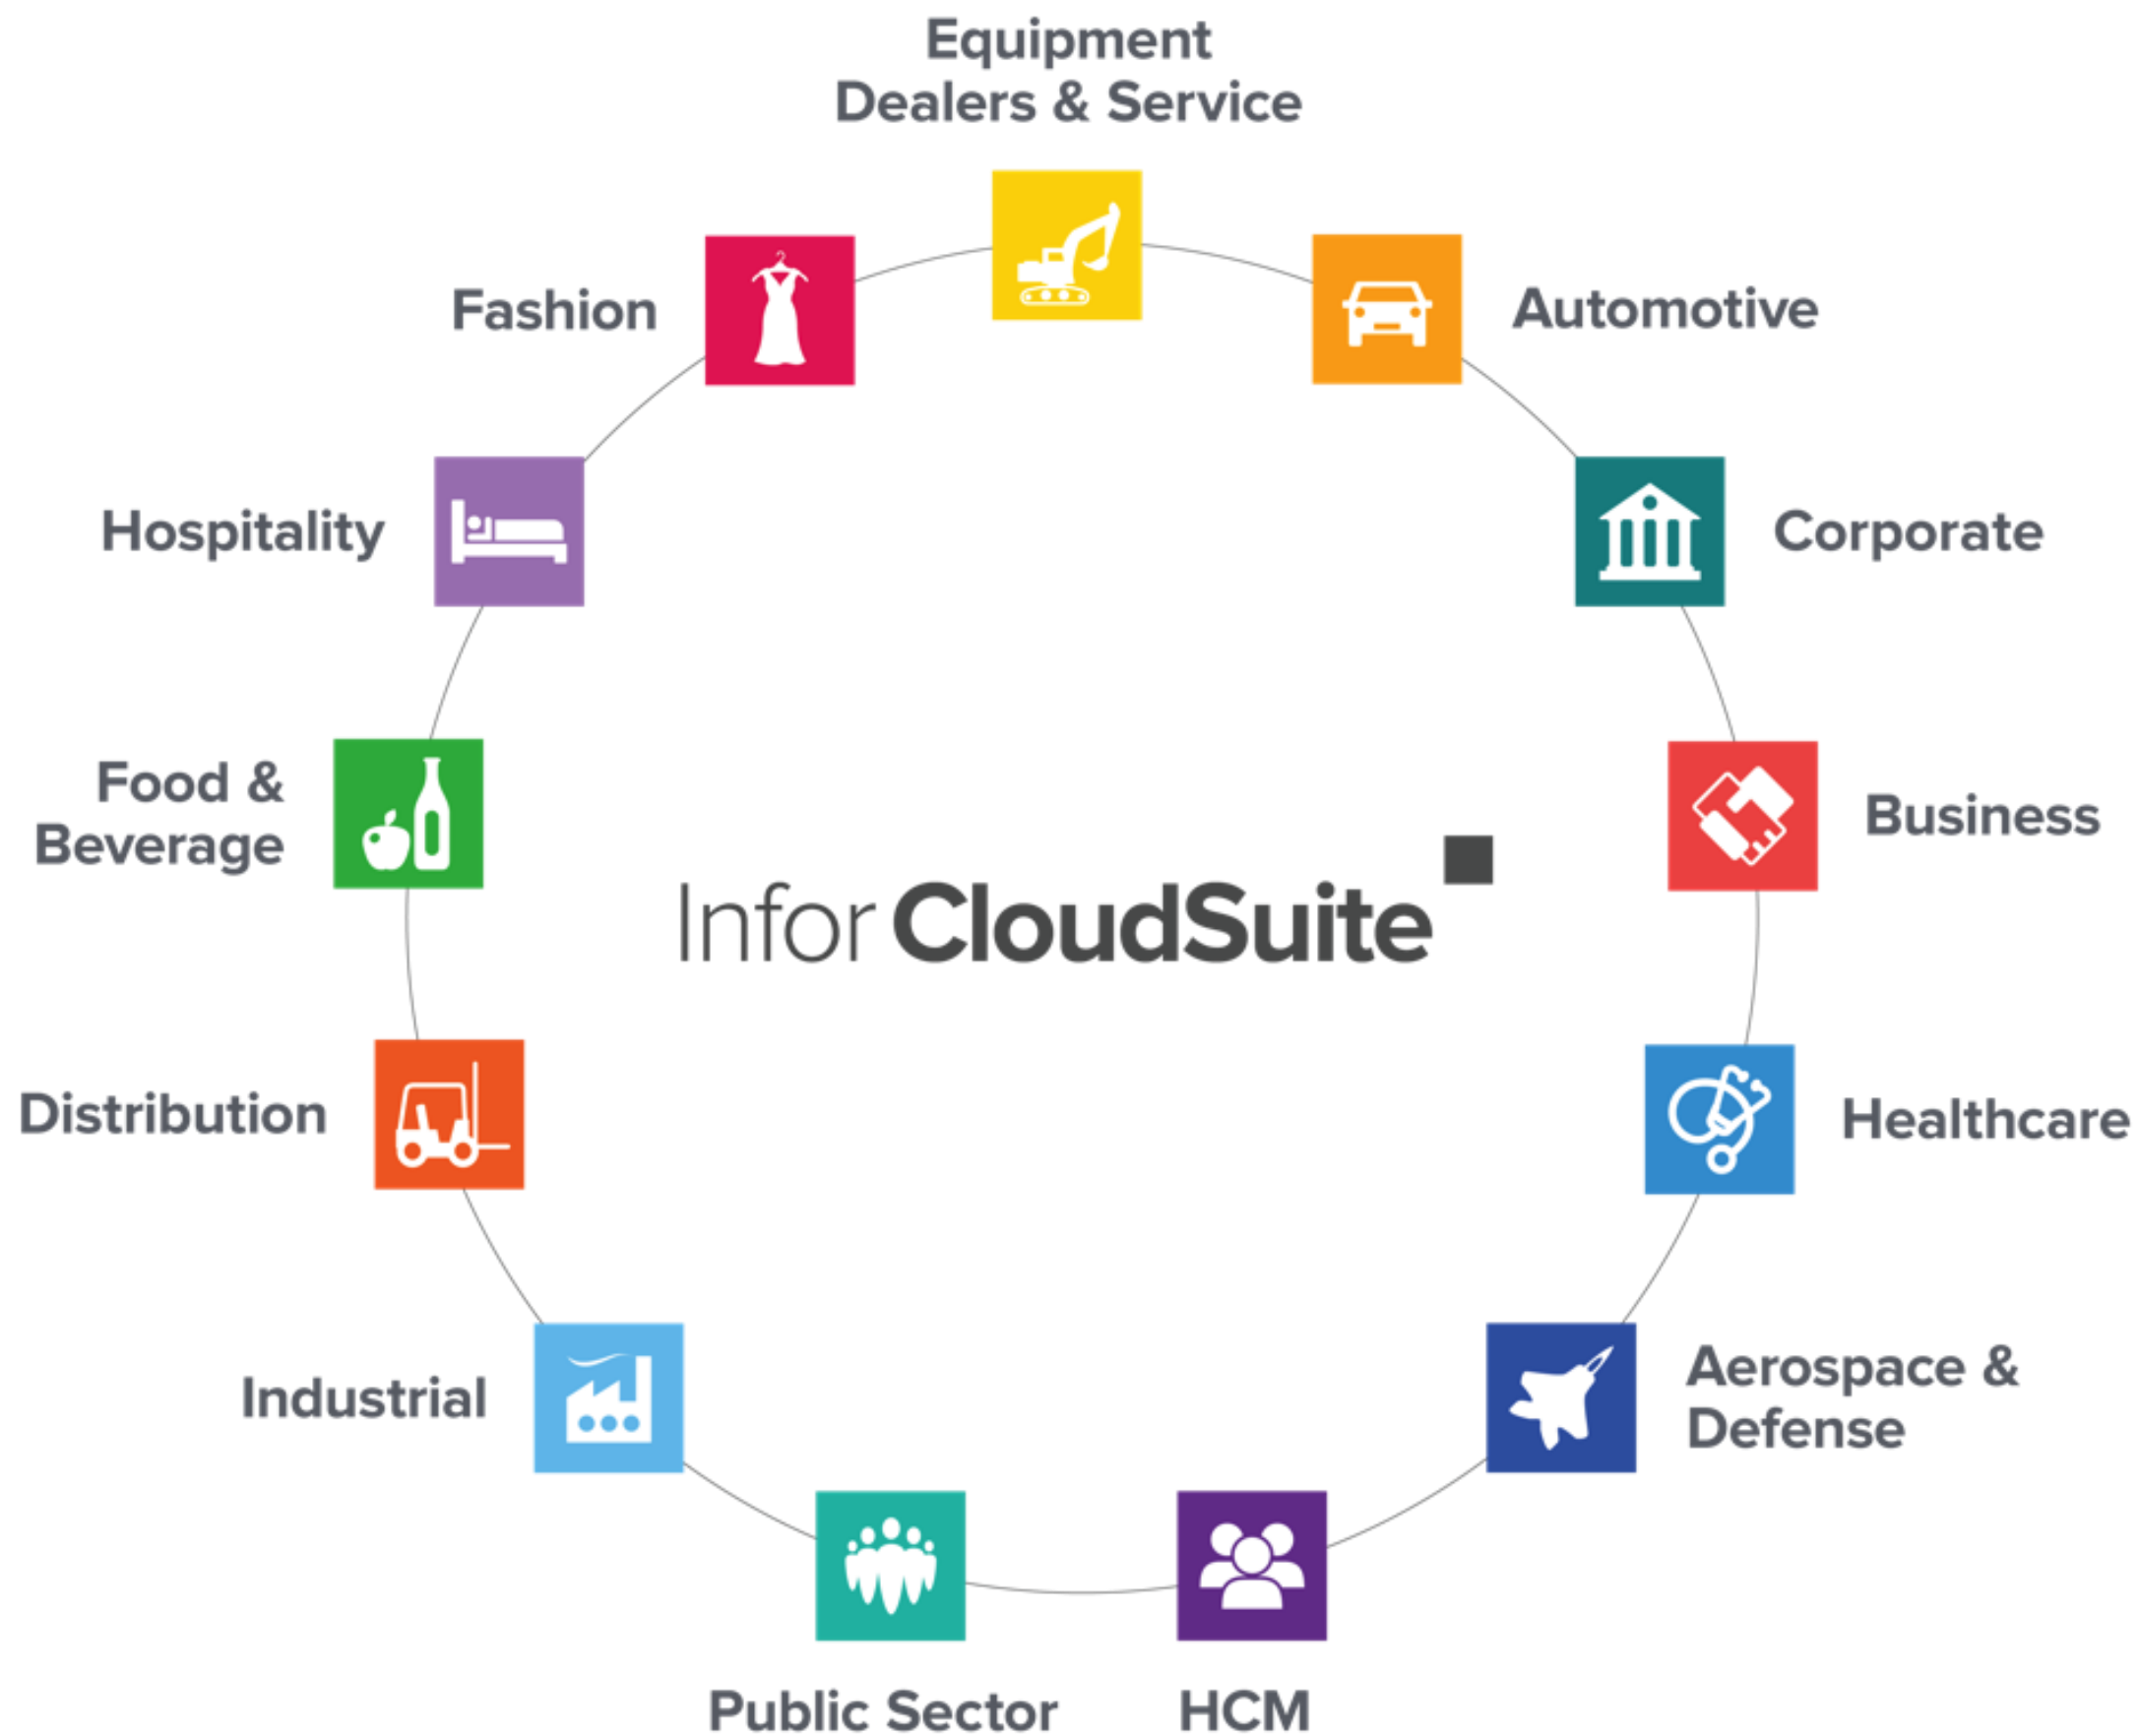 Equipment
Dealers & Service
Fashion
Automotive
Hospitality
Corporate
Food &
Beverage
Business
Infor CloudSuite
Distribution
Healthcare
Industrial
Aerospace &
Defense
Public Sector
HCM